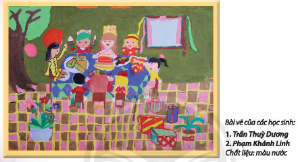 Bài vẽ của các học sinh:
1. Trần Thuỳ Dương
2. Phạm Khánh Linh
Chất liệu: màu nước